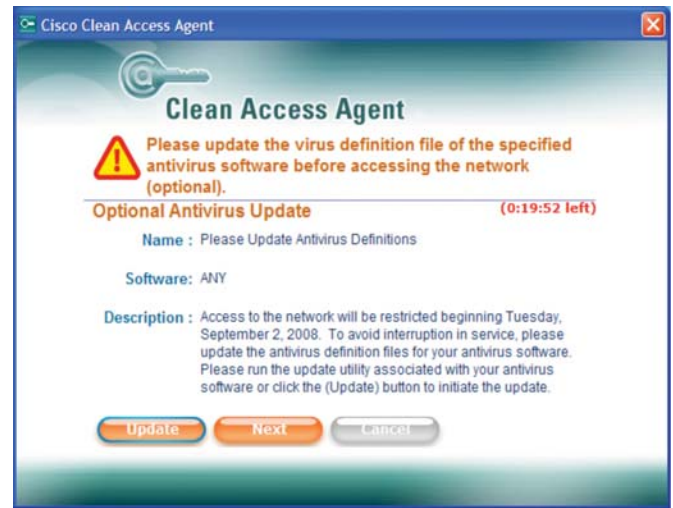 Cisco Clean Access Agent
Clean Access Agent
Please update the virus definition file of the specified
antivirus software before accessing the network
(optional).
Optional Antivirus Update (0:19:52 left)
Name : Please Update Antivirus Definitions
Software: ANY
Description : Access to the network will be restricted beginning Tuesday,
September 2, 2008. To avoid interruption in service, please
update the antivirus definition files for your antivirus software.
Please run the update utility associated with your antivirus
software or click the (Update) button to initiate the update.
Update Next Cancel